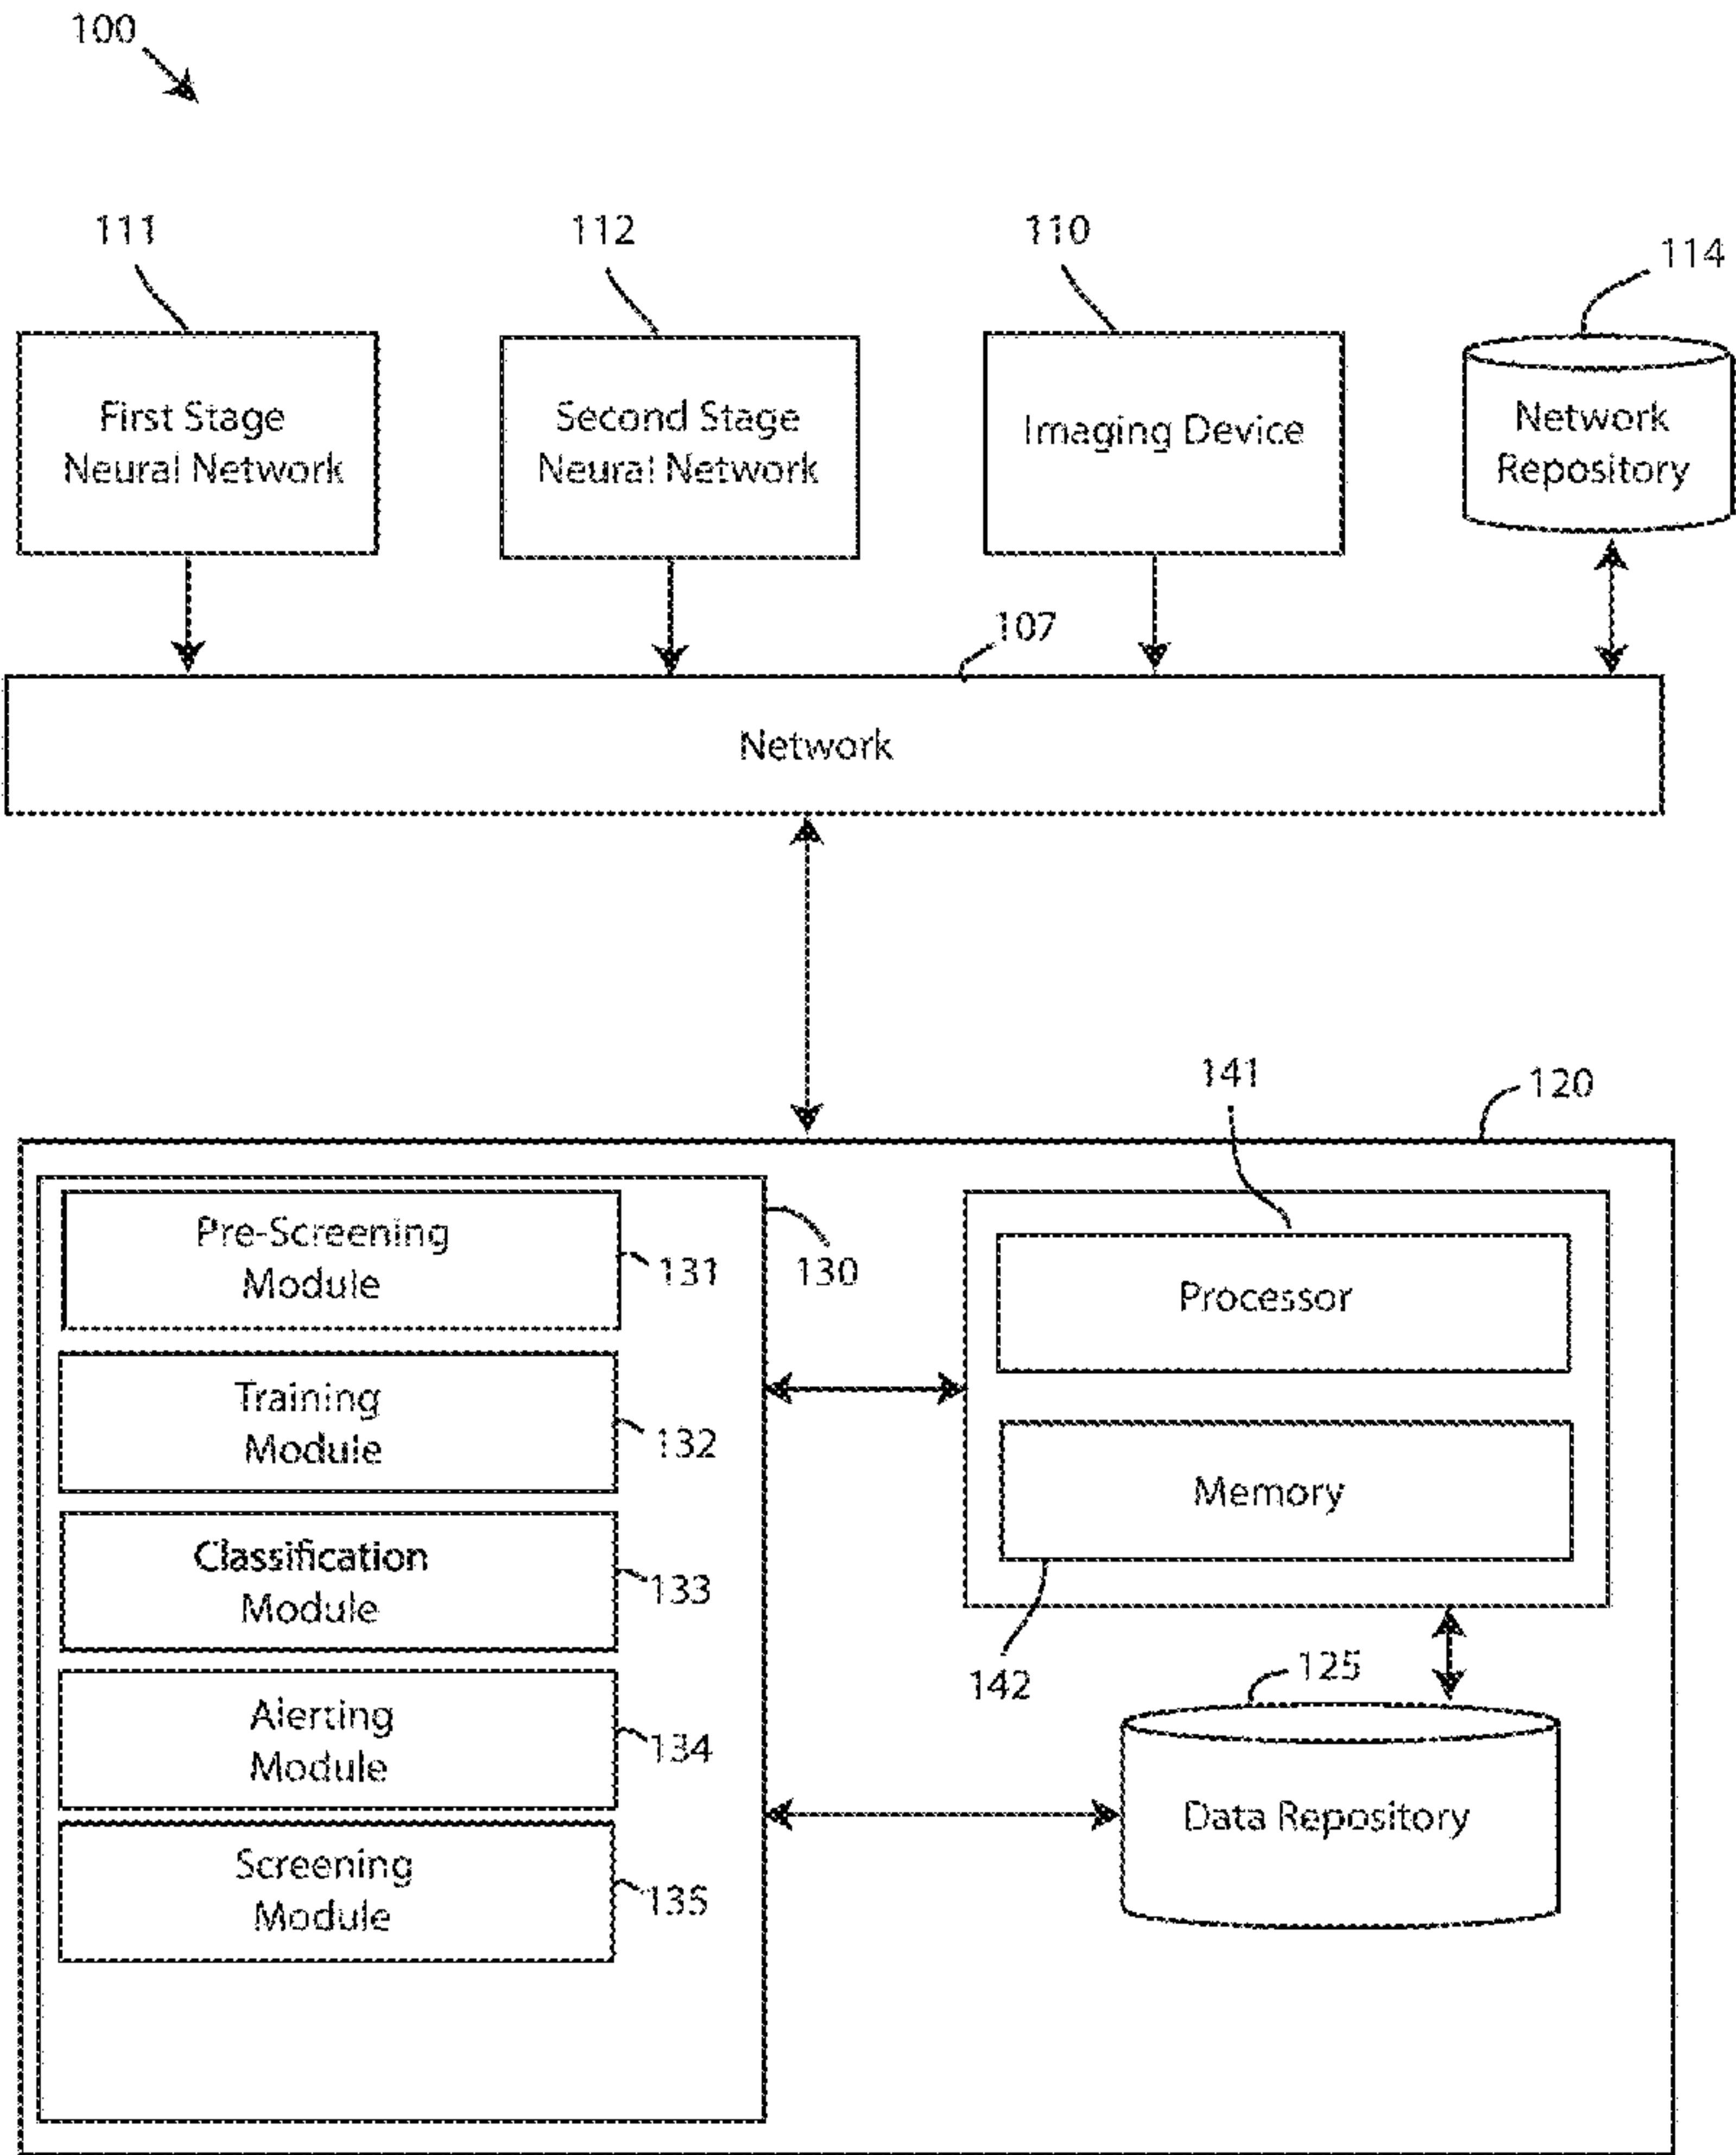 100
111
112
110
114
First Stage
Neural Network
Second Stage
Neural Network
Imaging Device
Network
Repository
107
Network
141
120
Pre-Screening
Module
131
130
Processor
Training
Module
132
Memory
Classification
Module
133
142
125
Alerting
Module
134
Data Repository
Screening
Module
135